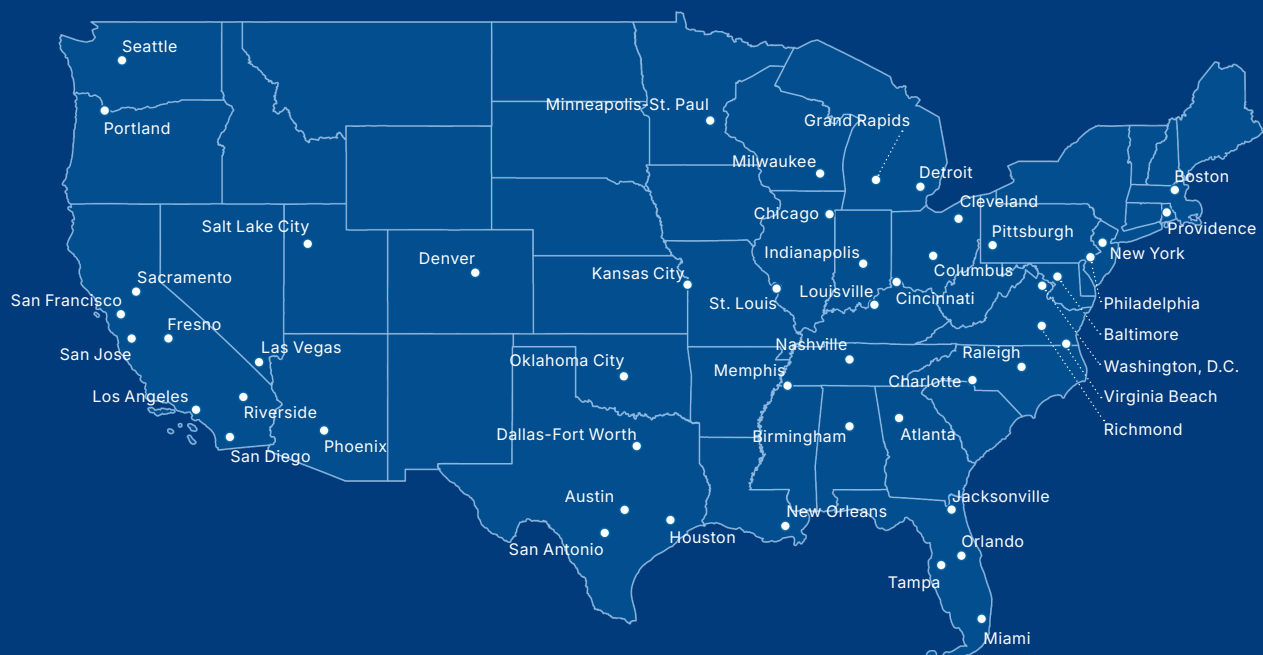 Seattle
Minneapolis-St. Paul
Grand Rapids
Portland
Milwaukee
Detroit
Boston
Cleveland
Chicago
Salt Lake City
Pittsburgh
Providence
Indianapolis
New York
Denver
Columbus
Kansas City
Sacramento
Louisville
Cincinnati
San Francisco
St. Louis
Philadelphia
Fresno
Baltimore
Nashville
Las Vegas
San Jose
Raleigh
Oklahoma City
Washington, D.C.
Memphis
Charlotte
Los Angeles
Virginia Beach
Riverside
Richmond
Dallas-Fort Worth
Birmingham
Atlanta
Phoenix
San Diego
Austin
Jacksonville
New Orleans
Houston
Orlando
San Antonio
Tampa
Miami